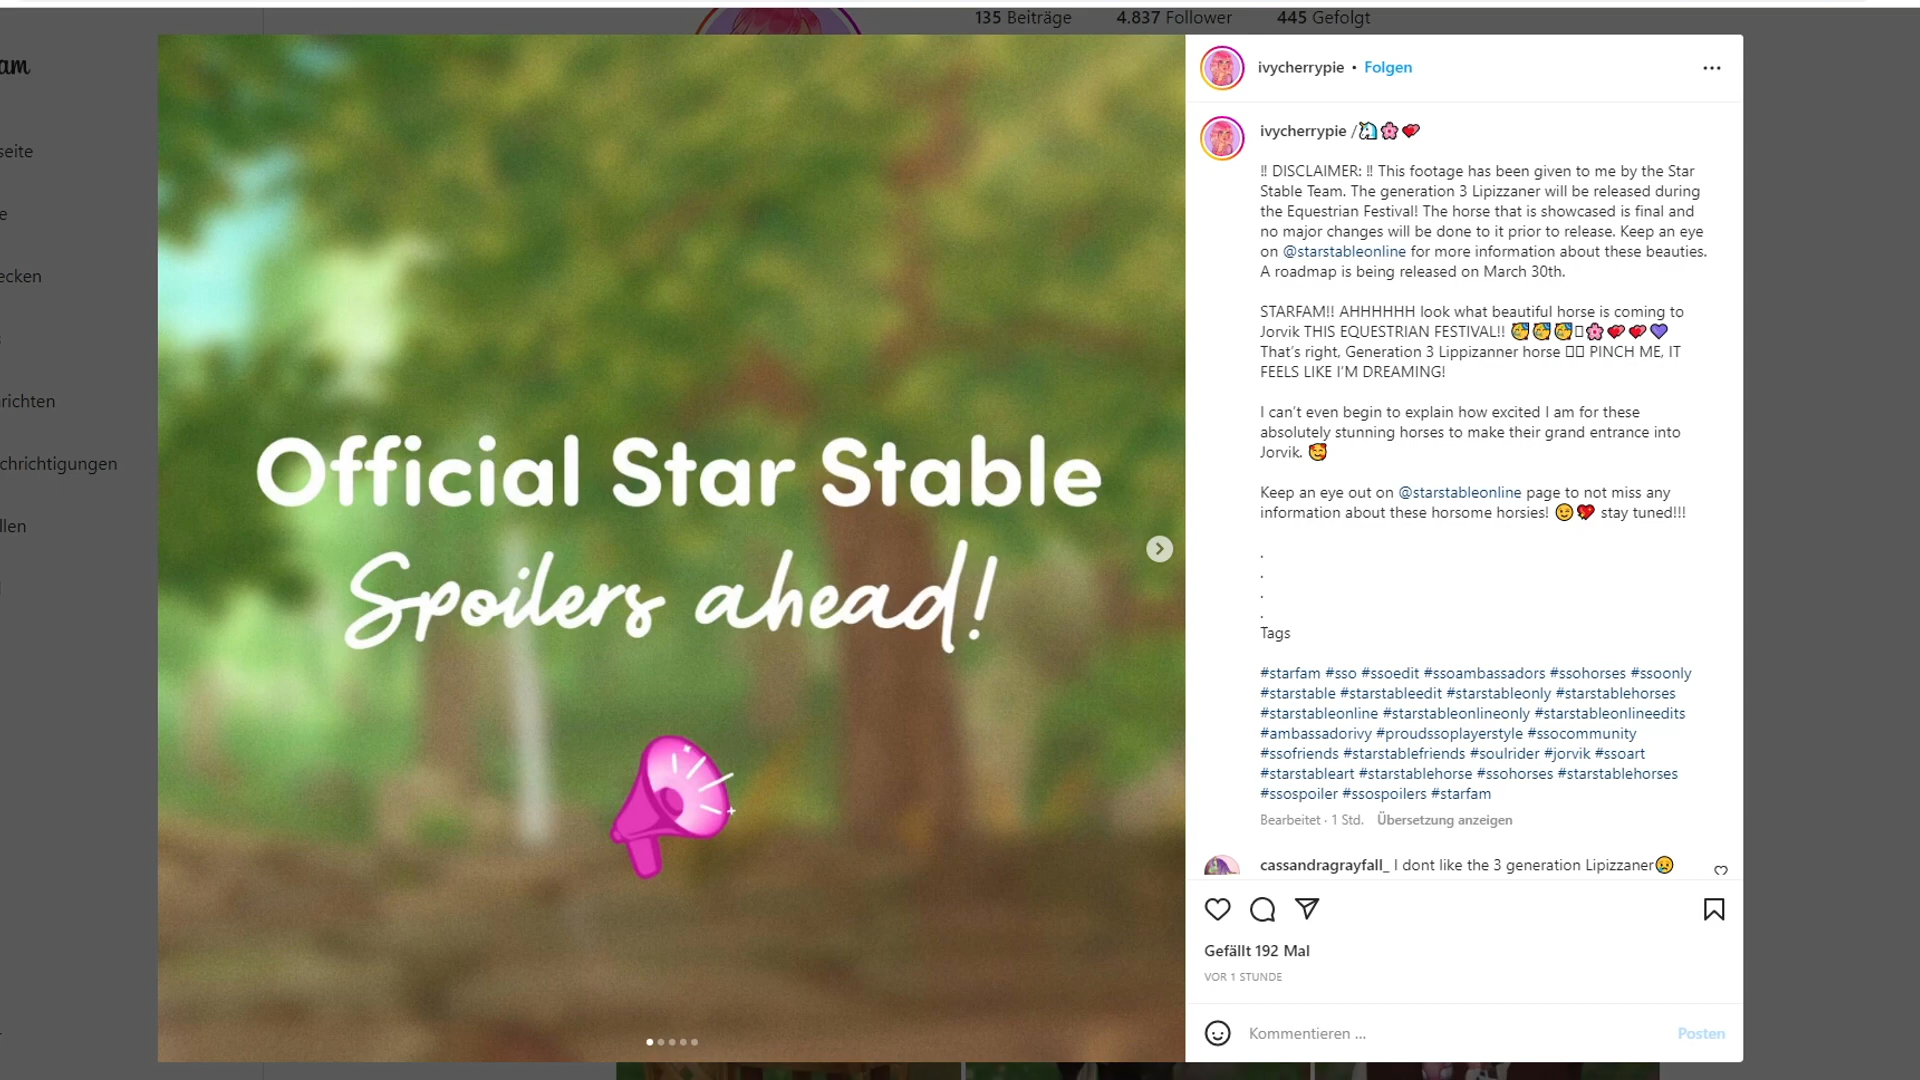 135 Beiträge 4.837 Follower 445 Gefolgt
am
seite
e
ecken
richten
chrichtigungen
llen
Official Star Stable
Spoilers ahead!
ivycherrypie • Folgen
ivycherrypie /🦄🌸💕
‼ DISCLAIMER: ‼ This footage has been given to me by the Star
Stable Team. The generation 3 Lipizzaner will be released during
the Equestrian Festival! The horse that is showcased is final and
no major changes will be done to it prior to release. Keep an eye
on @starstableonline for more information about these beauties.
A roadmap is being released on March 30th.
STARFAM!! AHHHHHH look what beautiful horse is coming to
Jorvik THIS EQUESTRIAN FESTIVAL!! 🥳🥳🥳▯🌸💕💕💜
That's right, Generation 3 Lippizanner horse ▯▯ PINCH ME, IT
FEELS LIKE I'M DREAMING!
I can't even begin to explain how excited I am for these
absolutely stunning horses to make their grand entrance into
Jorvik. 🥰
Keep an eye out on @starstableonline page to not miss any
information about these horsome horsies! 😉💖 stay tuned!!!
.
.
.
.
Tags
#starfam #sso #ssoedit #ssoambassadors #ssohorses #ssoonly
#starstable #starstableedit #starstableonly #starstablehorses
#starstableonline #starstableonlineonly #starstableonlineedits
#ambassadorivy #proudssoplayerstyle #ssocommunity
#ssofriends #starstablefriends #soulrider #jorvik #ssoart
#starstableart #starstablehorse #ssohorses #starstablehorses
#ssospoiler #ssospoilers #starfam
Bearbeitet · 1 Std. Übersetzung anzeigen
cassandragrayfall_ I dont like the 3 generation Lipizzaner😥
Gefällt 192 Mal
VOR 1 STUNDE
Kommentieren ... Posten